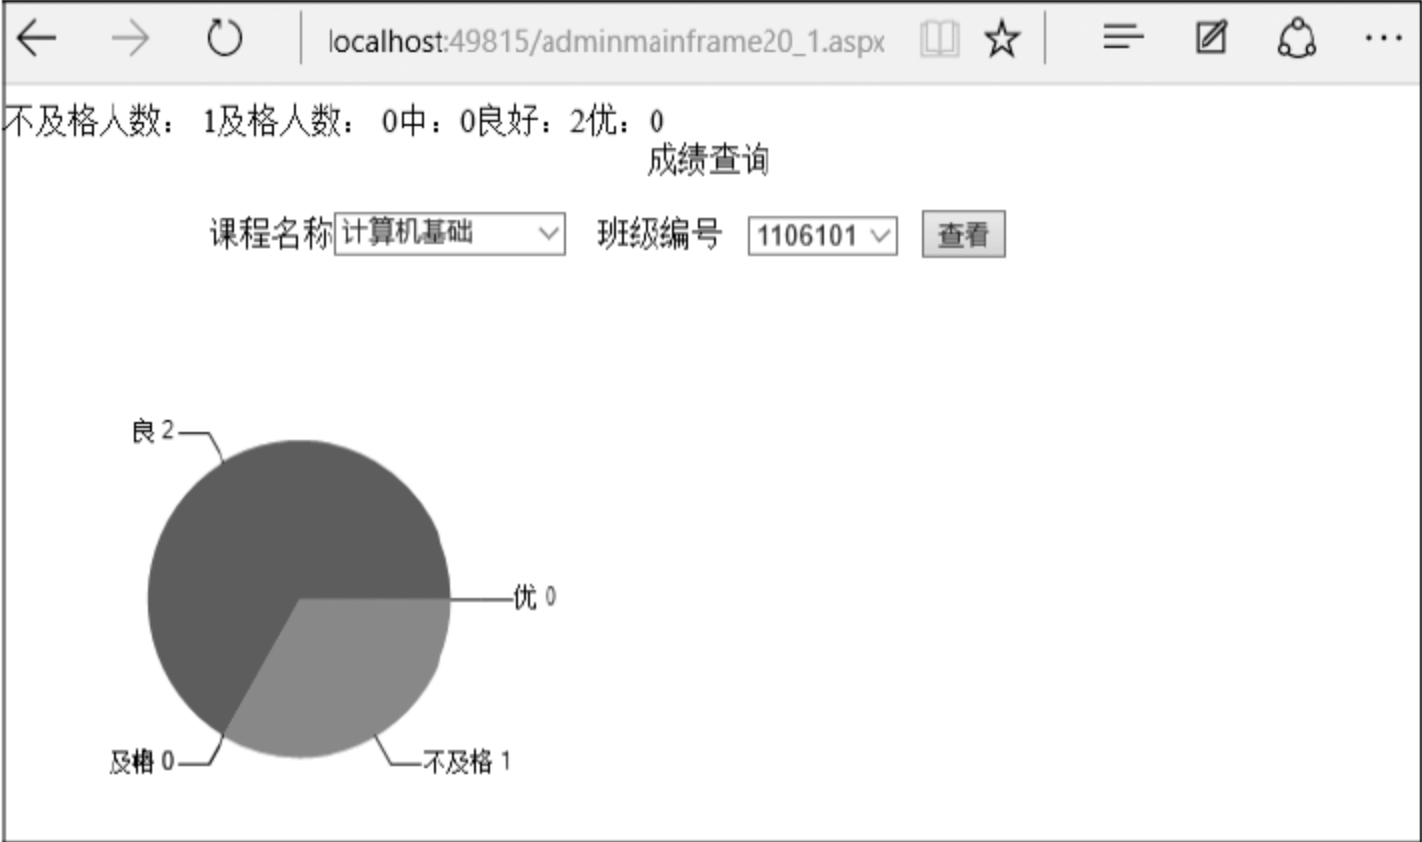 localhost:49815/adminmainframe20_1.aspx
不及格人数： 1及格人数： 0中：0良好：2优：0
成绩查询
课程名称 计算机基础 班级编号 1106101 查看
良 2
优 0
及格 0 不及格 1